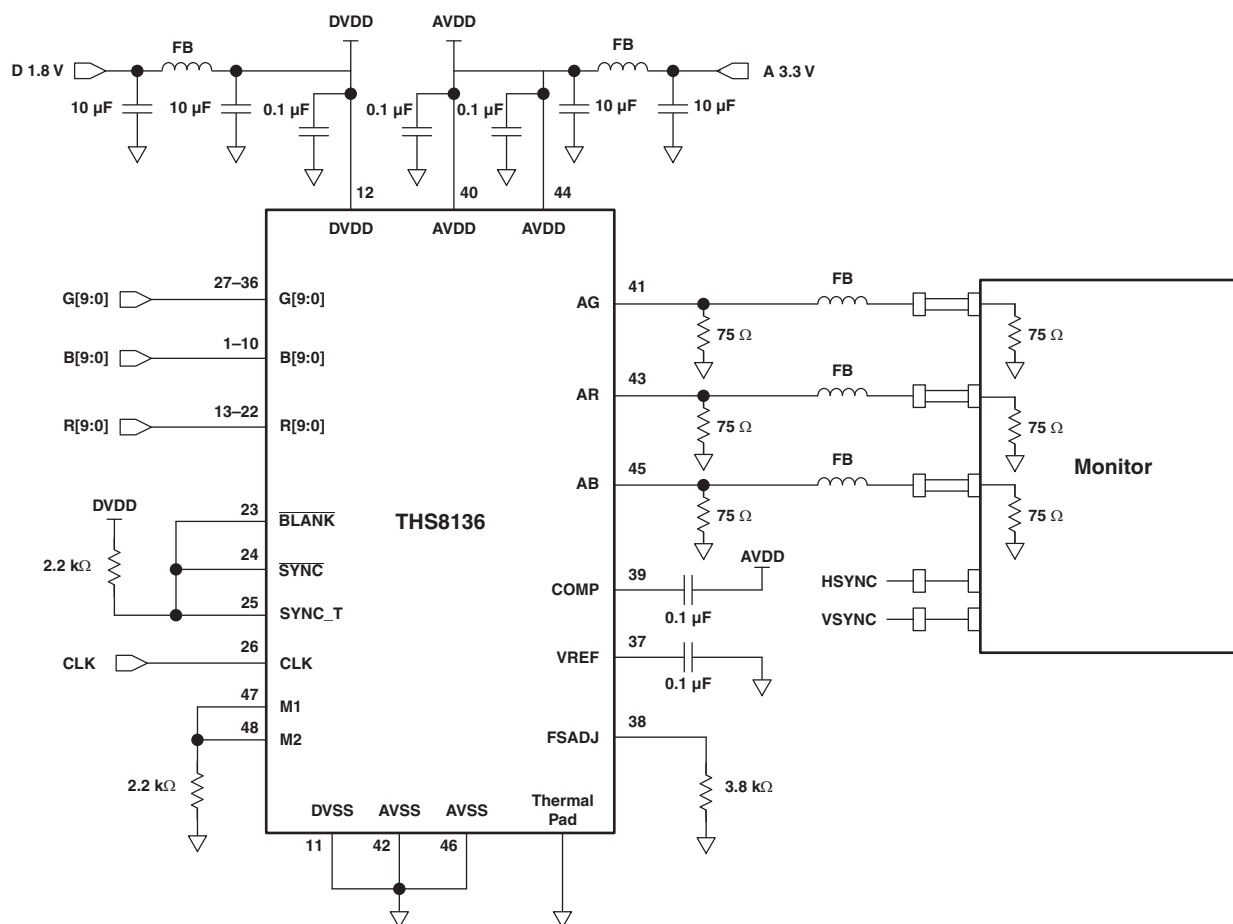 DVDD
AVDD
FB
FB
D 1.8 V
A 3.3 V
10 µF
10 µF
0.1 µF
0.1 µF
0.1 µF
10 µF
10 µF
12
40
44
DVDD
AVDD
AVDD
27–36
G[9:0]
G[9:0]
1–10
B[9:0]
B[9:0]
13–22
R[9:0]
R[9:0]
DVDD
2.2 kΩ
23
BLANK
24
SYNC
25
SYNC_T
26
CLK
CLK
47
M1
48
M2
2.2 kΩ
THS8136
AG
41
FB
75 Ω
75 Ω
AR
43
FB
75 Ω
75 Ω
AB
45
FB
75 Ω
75 Ω
Monitor
AVDD
COMP
39
0.1 µF
HSYNC
VSYNC
VREF
37
0.1 µF
FSADJ
38
3.8 kΩ
DVSS
AVSS
AVSS
Thermal
Pad
11
42
46